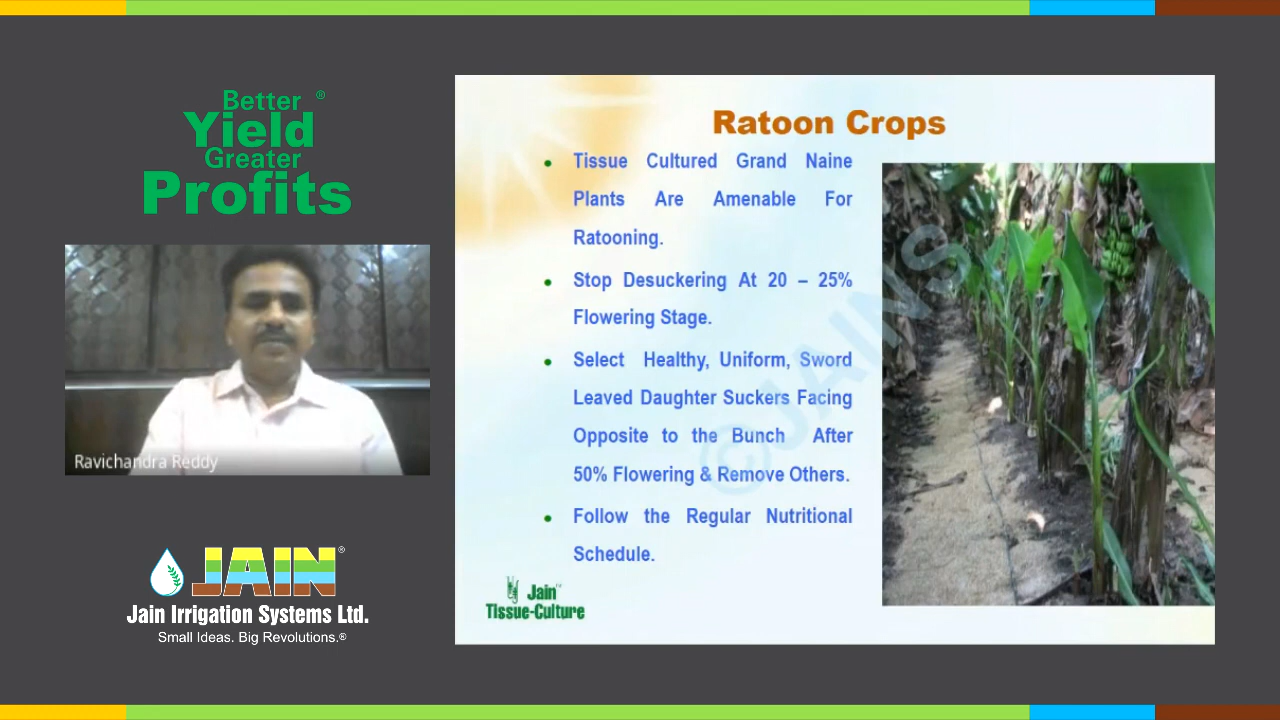 Better ®
Yield
Greater
Profits
Ravichandra Reddy
JAIN®
Jain Irrigation Systems Ltd.
Small Ideas. Big Revolutions.®
Ratoon Crops
• Tissue Cultured Grand Naine
Plants Are Amenable For
Ratooning.
• Stop Desuckering At 20 – 25%
Flowering Stage.
• Select Healthy, Uniform, Sword
Leaved Daughter Suckers Facing
Opposite to the Bunch After
50% Flowering & Remove Others.
• Follow the Regular Nutritional
Schedule.
©JAINS
Jain™
Tissue-Culture